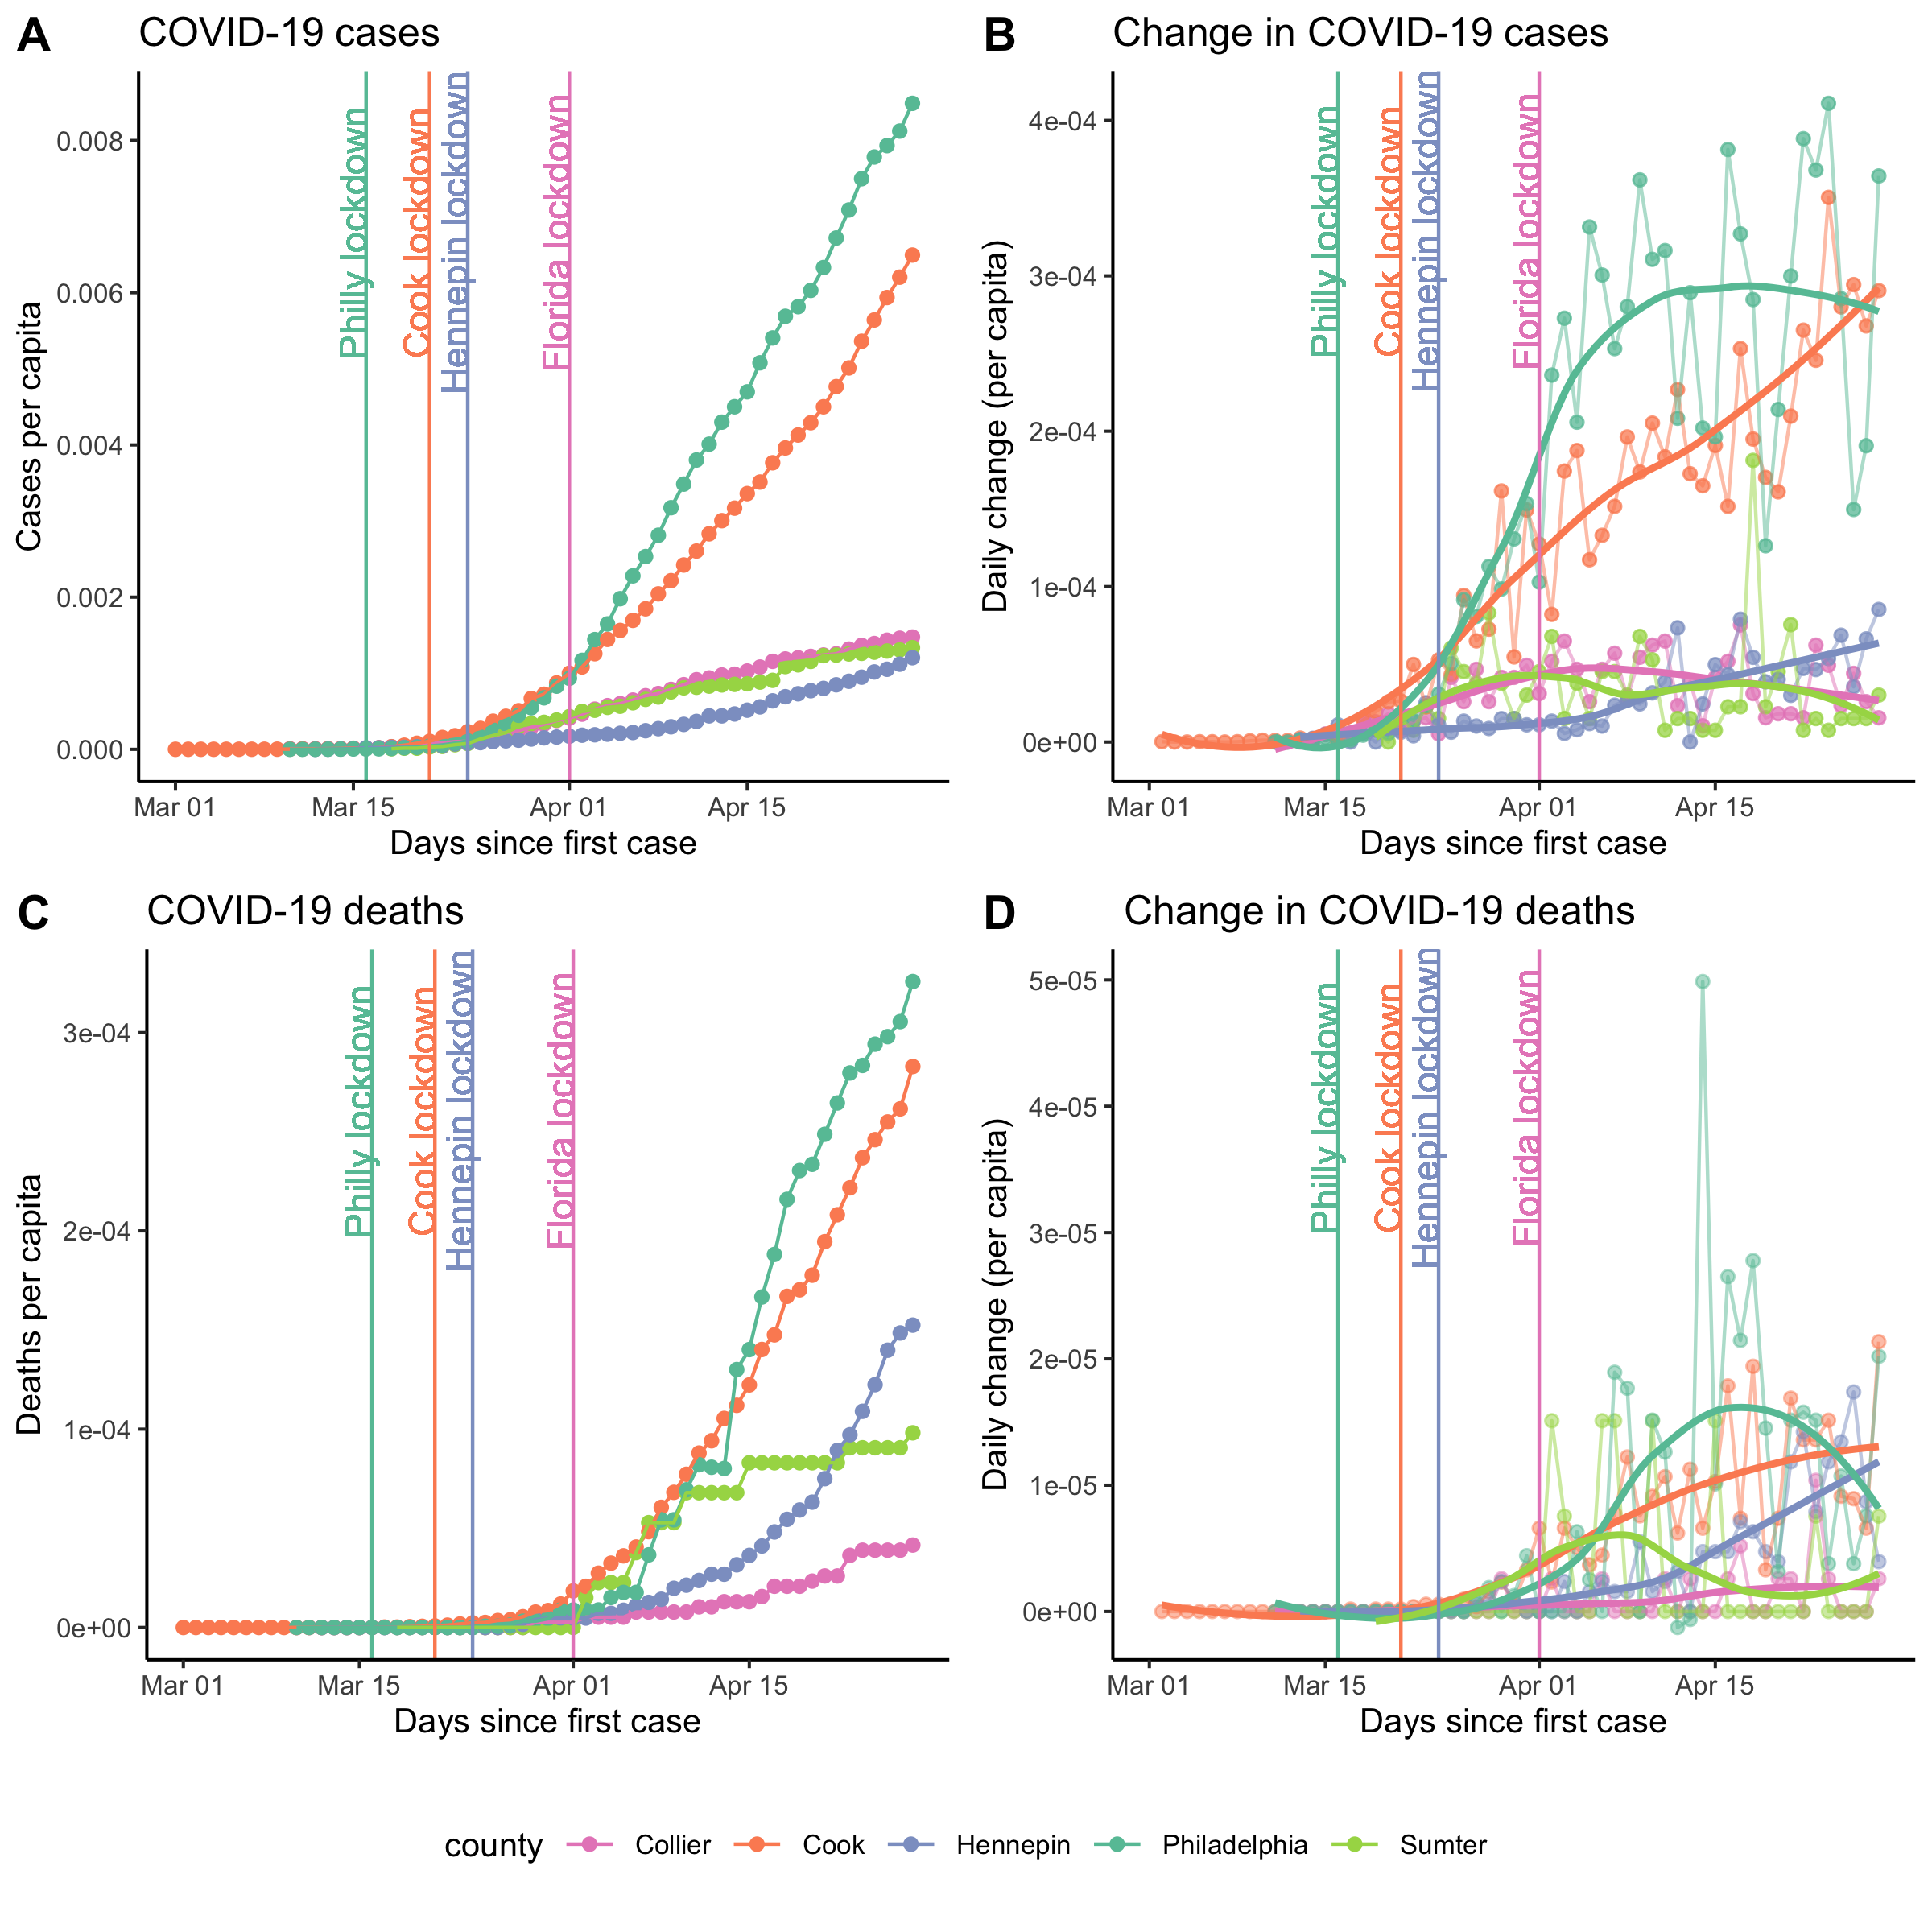 A COVID-19 cases
Cases per capita
0.008
0.006
0.004
0.002
0.000
Philly lockdown
Cook lockdown
Hennepin lockdown
Florida lockdown
Mar 01 Mar 15 Apr 01 Apr 15
Days since first case
B Change in COVID-19 cases
Daily change (per capita)
4e-04
3e-04
2e-04
1e-04
0e+00
Philly lockdown
Cook lockdown
Hennepin lockdown
Florida lockdown
Mar 01 Mar 15 Apr 01 Apr 15
Days since first case
C COVID-19 deaths
Deaths per capita
3e-04
2e-04
1e-04
0e+00
Philly lockdown
Cook lockdown
Hennepin lockdown
Florida lockdown
Mar 01 Mar 15 Apr 01 Apr 15
Days since first case
D Change in COVID-19 deaths
Daily change (per capita)
5e-05
4e-05
3e-05
2e-05
1e-05
0e+00
Philly lockdown
Cook lockdown
Hennepin lockdown
Florida lockdown
Mar 01 Mar 15 Apr 01 Apr 15
Days since first case
county Collier Cook Hennepin Philadelphia Sumter